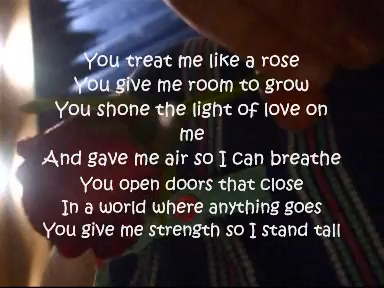 You treat me like a rose
You give me room to grow
You shone the light of love on
me
And gave me air so I can breathe
You open doors that close
In a world where anything goes
You give me strength so I stand tall